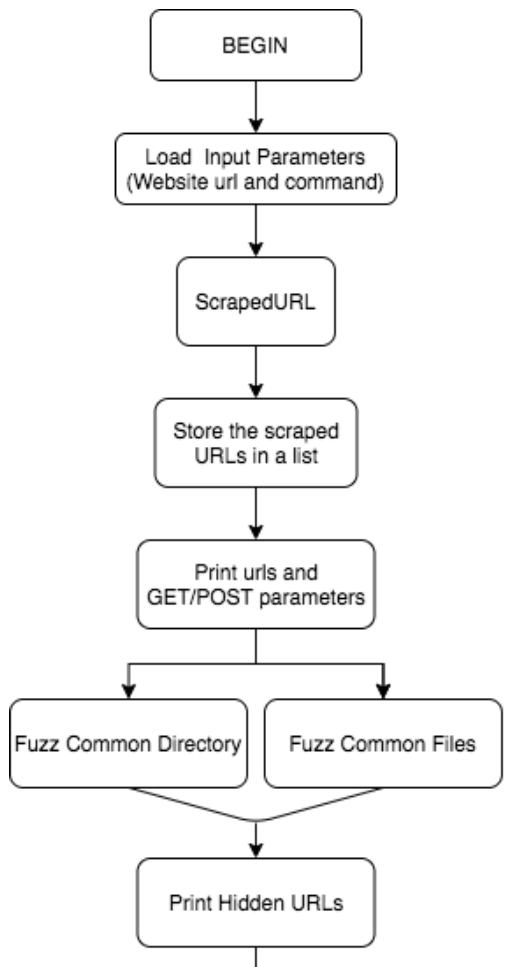 BEGIN
Load Input Parameters
(Website url and command)
ScrapedURL
Store the scraped
URLs in a list
Print urls and
GET/POST parameters
Fuzz Common Directory
Fuzz Common Files
Print Hidden URLs